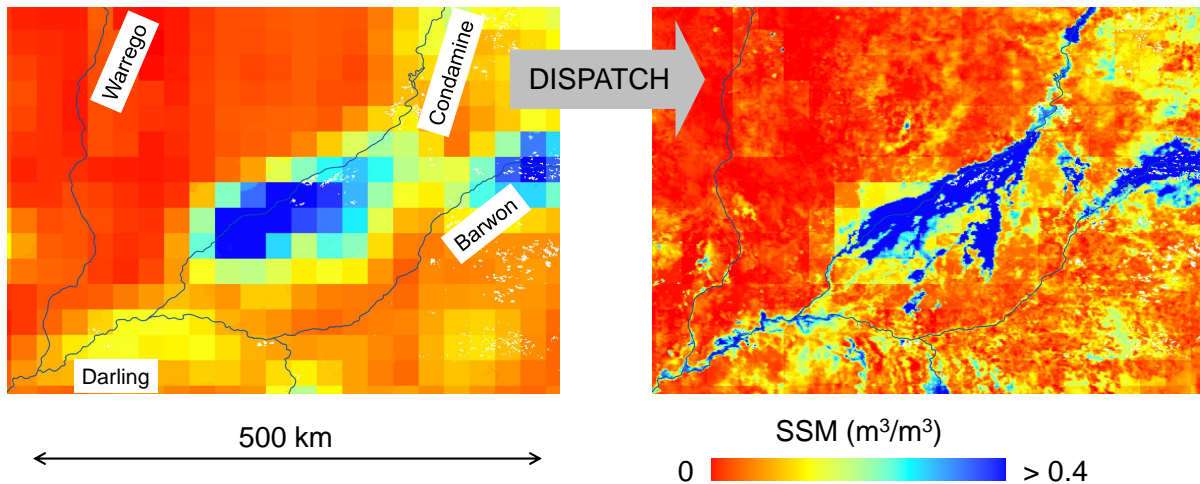 Warrego
Condamine
DISPATCH
Barwon
Darling
500 km
SSM (m³/m³)
0
> 0.4